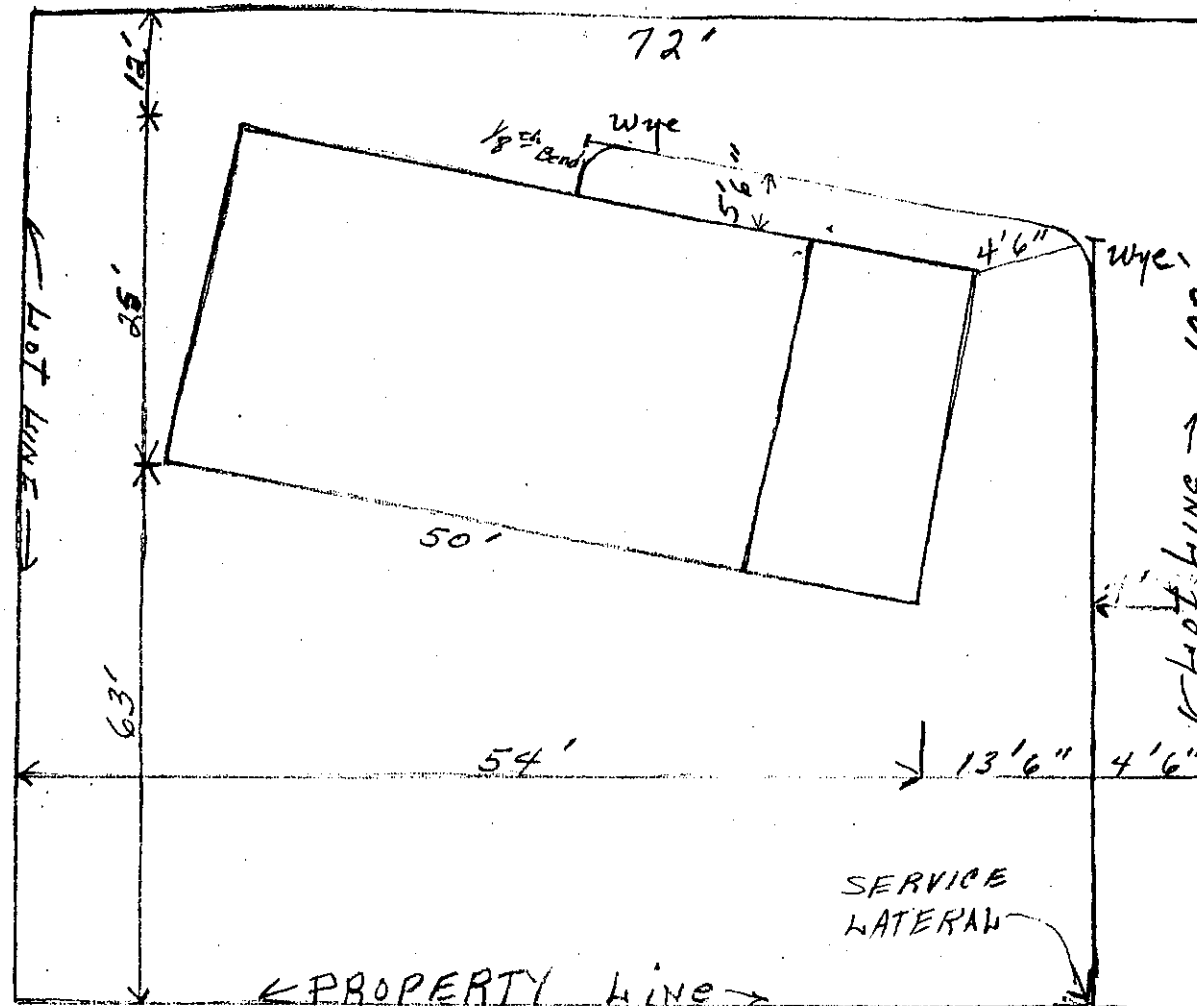 72'
12'
1/8th Bend
Wye
5'6"
4'6"
Wye
LOT LINE
50'
63'
54'
13'6"
4'6"
LOT LINE
SERVICE
LATERAL
PROPERTY LINE